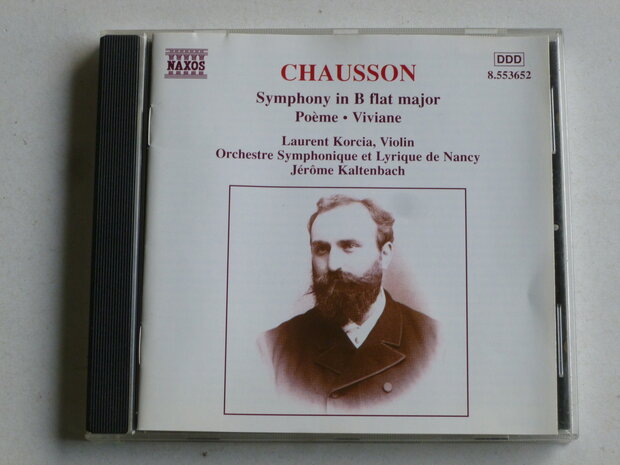 NAXOS
DDD
8.553652
CHAUSSON
Symphony in B flat major
Poème • Viviane
Laurent Korcia, Violin
Orchestre Symphonique et Lyrique de Nancy
Jérôme Kaltenbach